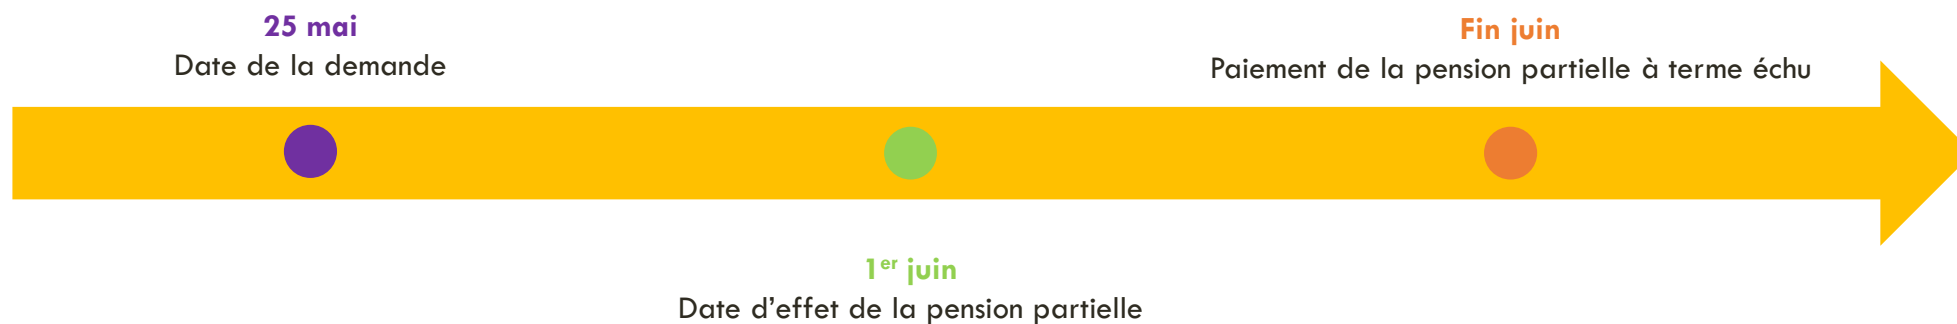 25 mai
Date de la demande
Fin juin
Paiement de la pension partielle à terme échu
1er juin
Date d’effet de la pension partielle